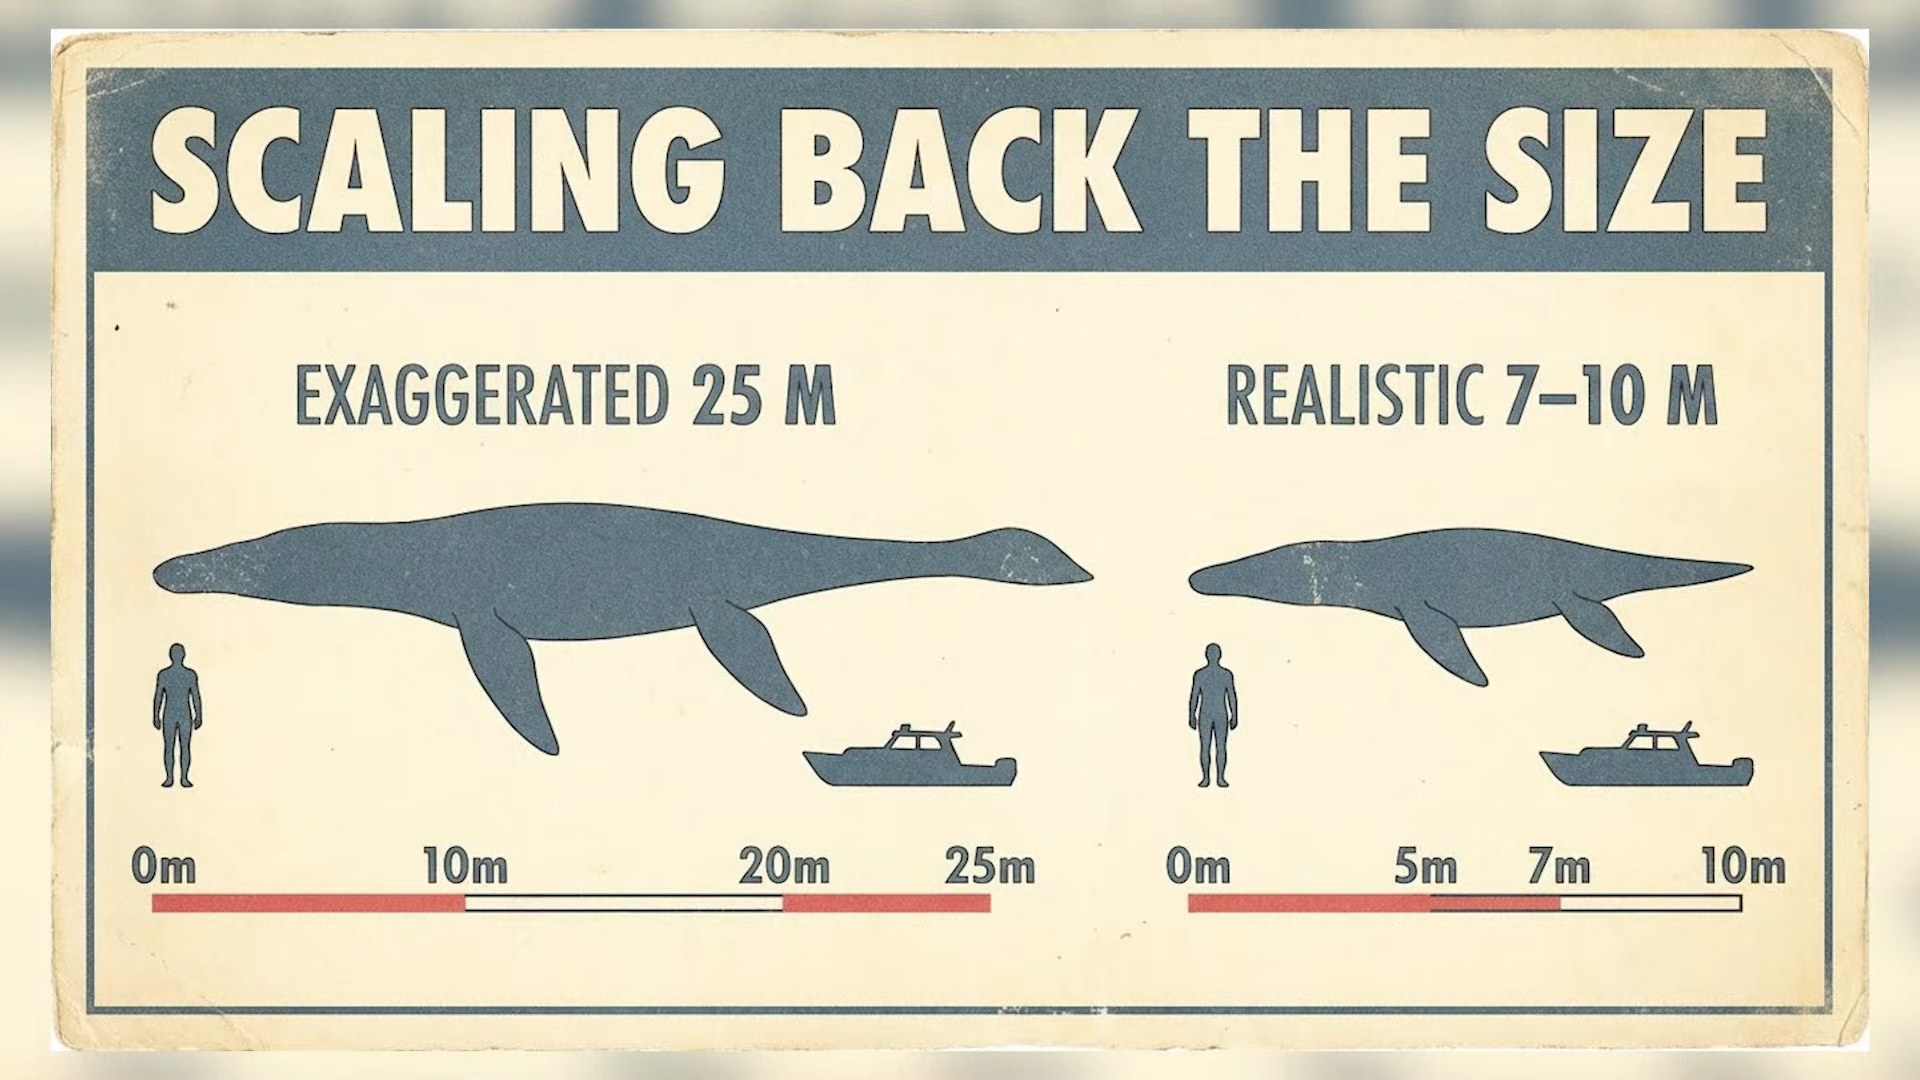 SCALING BACK THE SIZE
EXAGGERATED 25 M
REALISTIC 7–10 M
0m 10m 20m 25m
0m 5m 7m 10m